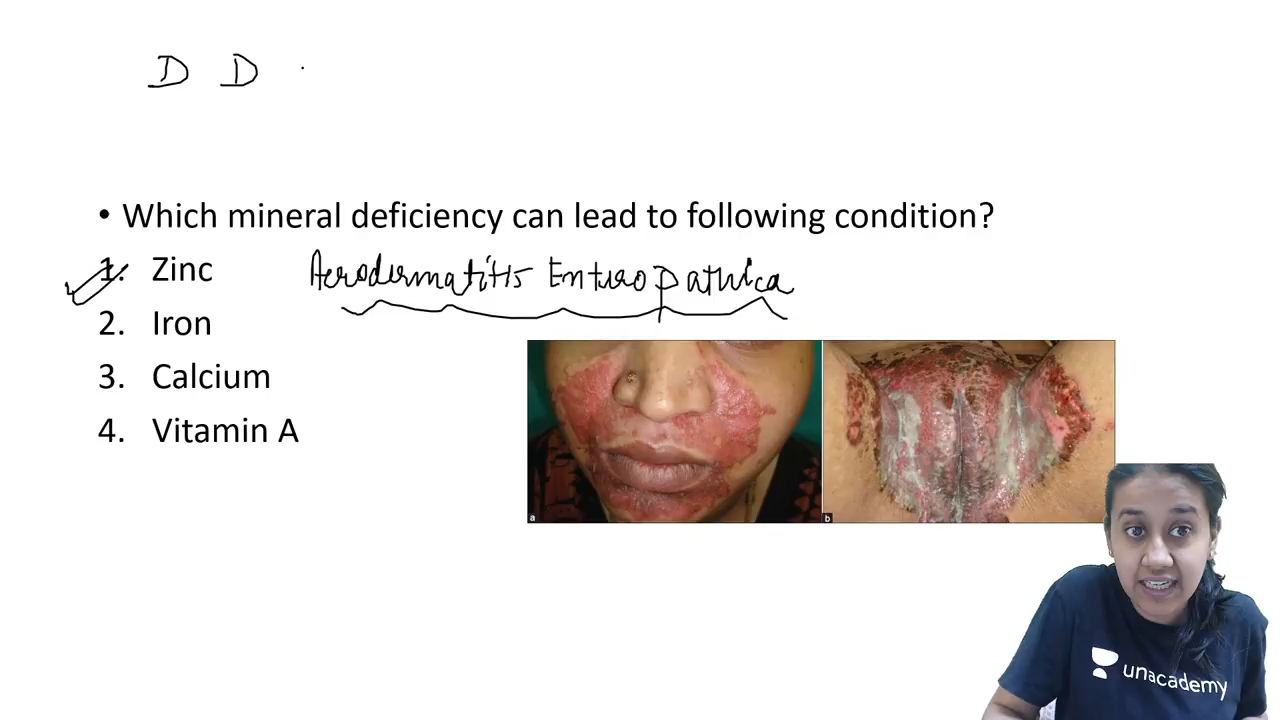 D D .
• Which mineral deficiency can lead to following condition?
1. Zinc Acrodermatitis Enteropathica
2. Iron
3. Calcium
4. Vitamin A
a b
unacademy